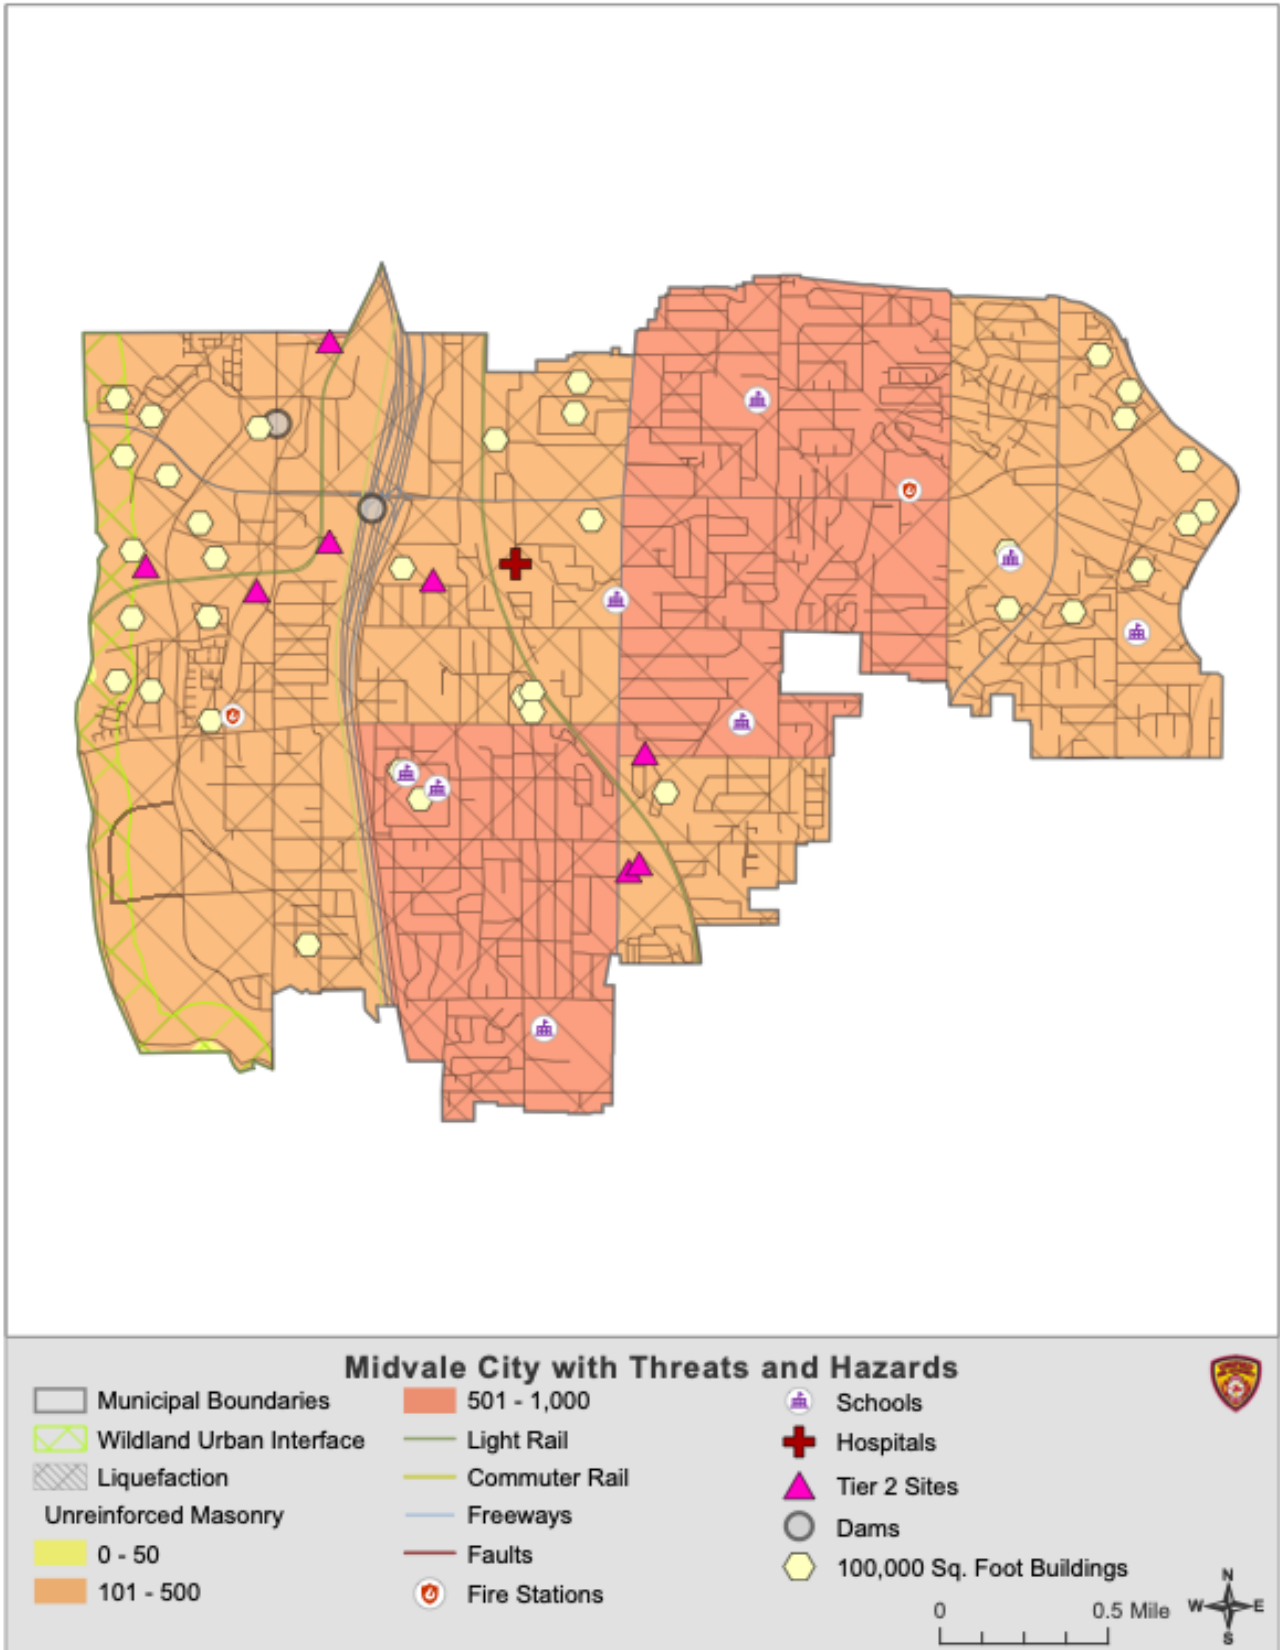 Midvale City with Threats and Hazards
Municipal Boundaries
Wildland Urban Interface
Liquefaction
Unreinforced Masonry
0 - 50
101 - 500
501 - 1,000
Light Rail
Commuter Rail
Freeways
Faults
Fire Stations
Schools
Hospitals
Tier 2 Sites
Dams
100,000 Sq. Foot Buildings
0 0.5 Mile
N
W E
S